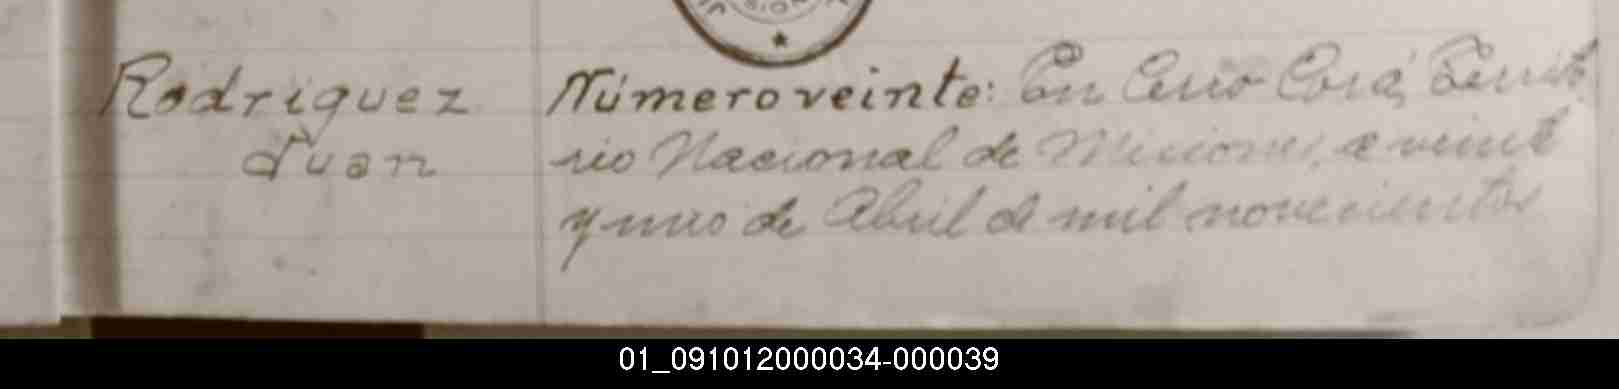 Rodriguez
Juan
Número veinte: En Cerro Corá, Territo
rio Nacional de Misiones, a veinte
y uno de Abril de mil novecientos
01_091012000034-000039